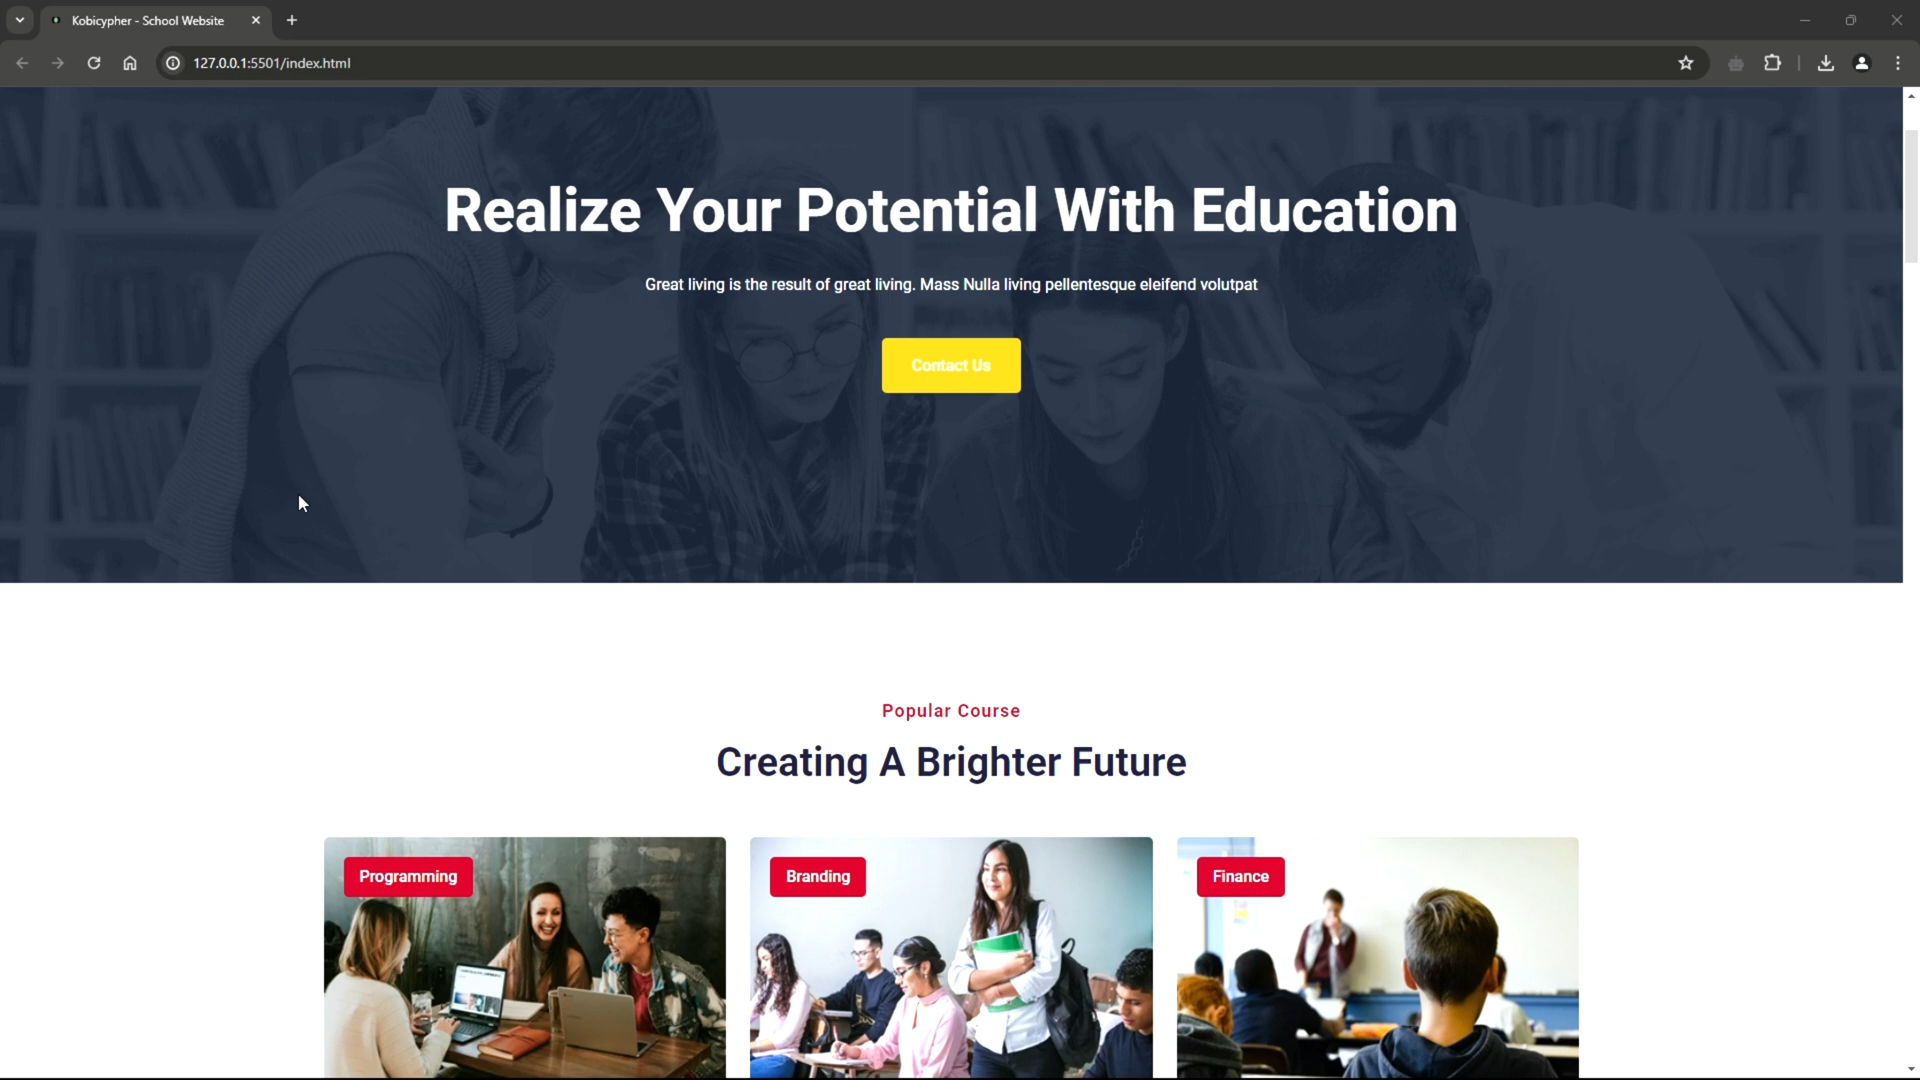 Kobicypher - School Website
127.0.0.1:5501/index.html
Realize Your Potential With Education
Great living is the result of great living. Mass Nulla living pellentesque eleifend volutpat
Contact Us
Popular Course
Creating A Brighter Future
Programming
Branding
Finance